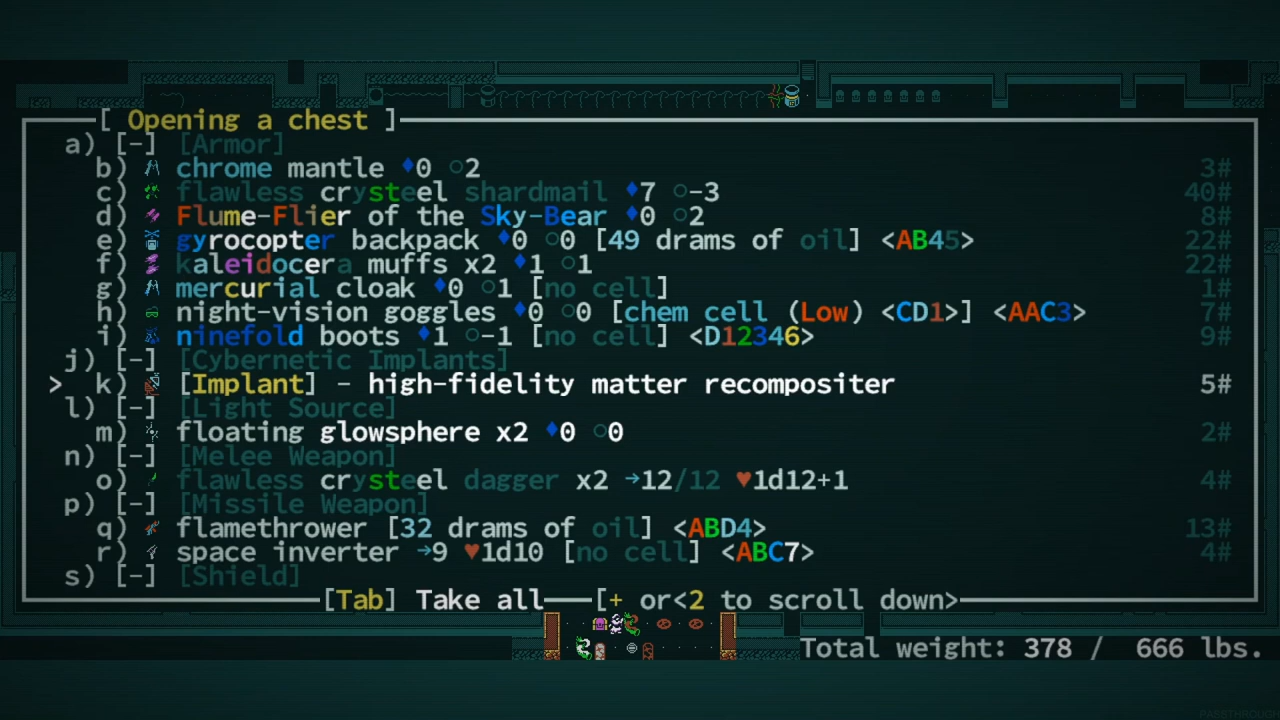 [ Opening a chest ]
a) [-] [Armor]
b) chrome mantle ♦0 ○2 3#
c) flawless crysteel shardmail ♦7 ○-3 40#
d) Flume-Flier of the Sky-Bear ♦0 ○2 8#
e) gyrocopter backpack ♦0 ○0 [49 drams of oil] <AB45> 22#
f) kaleidocera muffs x2 ♦1 ○1 22#
g) mercurial cloak ♦0 ○1 [no cell] 1#
h) night-vision goggles ♦0 ○0 [chem cell (Low) <CD1>] <AAC3> 7#
i) ninefold boots ♦1 ○-1 [no cell] <D12346> 9#
j) [-] [Cybernetic Implants]
> k) [Implant] - high-fidelity matter recompositer 5#
l) [-] [Light Source]
m) floating glowsphere x2 ♦0 ○0 2#
n) [-] [Melee Weapon]
o) flawless crysteel dagger x2 →12/12 ♥1d12+1 4#
p) [-] [Missile Weapon]
q) flamethrower [32 drams of oil] <ABD4> 13#
r) space inverter →9 ♥1d10 [no cell] <ABC7> 4#
s) [-] [Shield]
[Tab] Take all [+ or<2 to scroll down>
Total weight: 378 / 666 lbs.